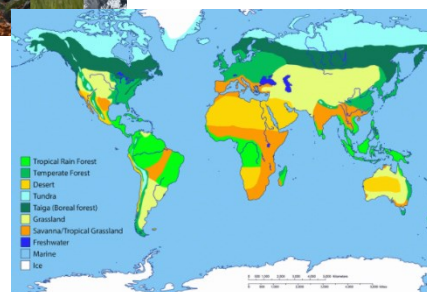 Tropical Rain Forest
Temperate Forest
Desert
Tundra
Taiga (Boreal forest)
Grassland
Savanna/Tropical Grassland
Freshwater
Marine
Ice